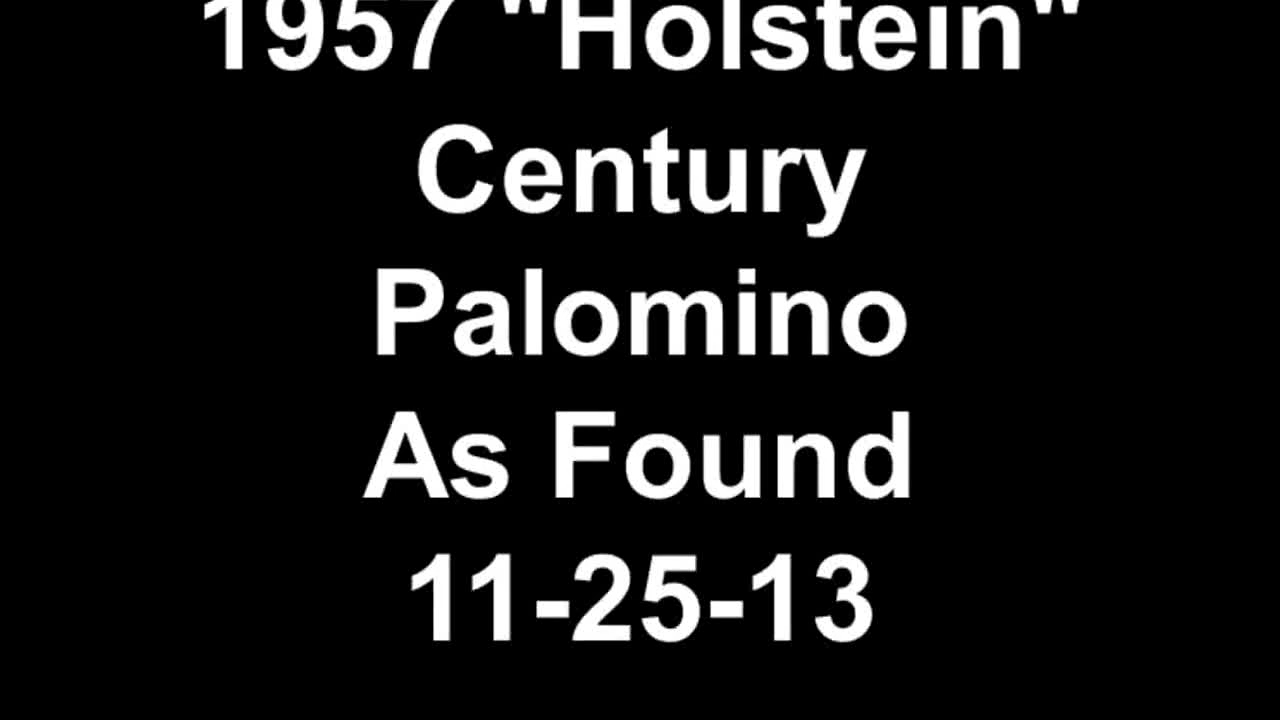 1957 "Holstein"
Century
Palomino
As Found
11-25-13